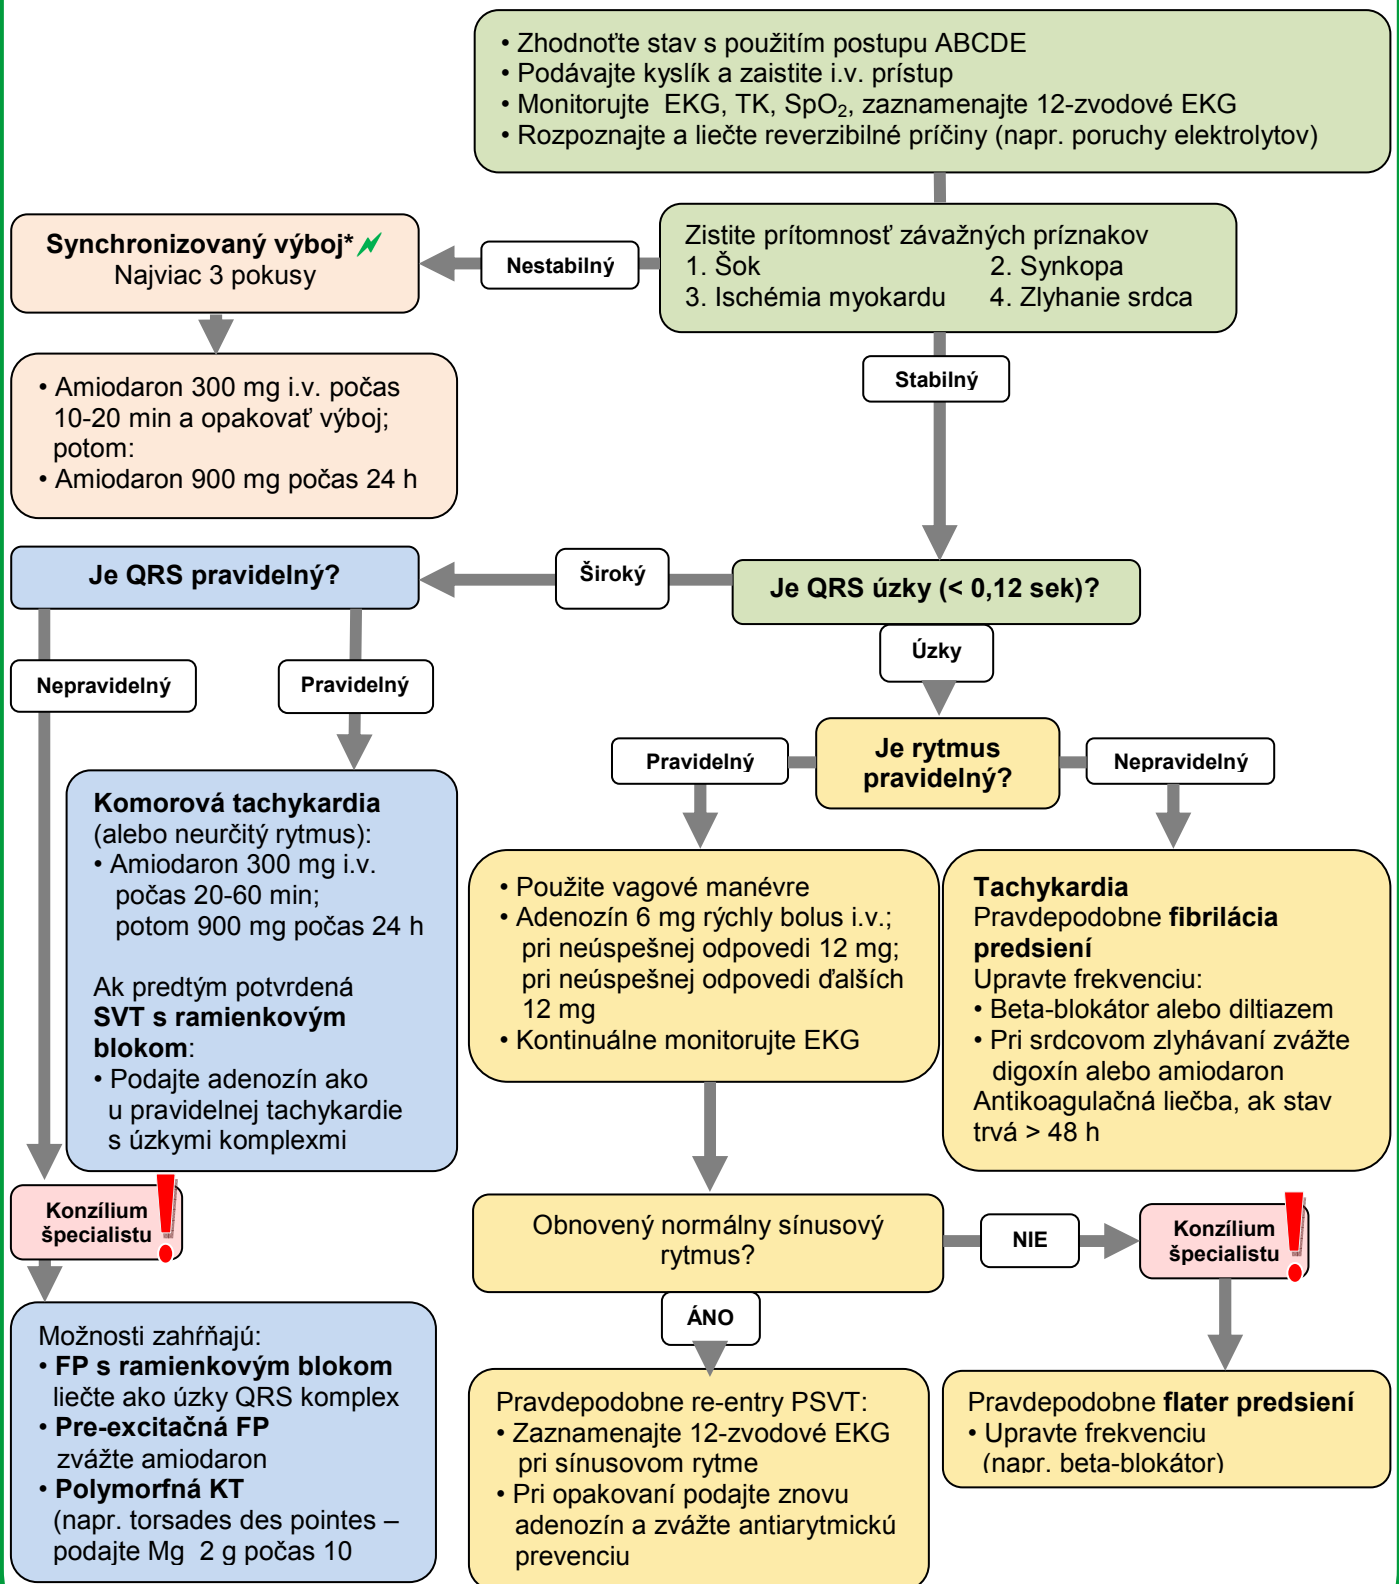 • Zhodnoťte stav s použitím postupu ABCDE
• Podávajte kyslík a zaistite i.v. prístup
• Monitorujte EKG, TK, SpO₂, zaznamenajte 12-zvodové EKG
• Rozpoznajte a liečte reverzibilné príčiny (napr. poruchy elektrolytov)
Synchronizovaný výboj*
Najviac 3 pokusy
Nestabilný
Zistite prítomnosť závažných príznakov
1. Šok 2. Synkopa
3. Ischémia myokardu 4. Zlyhanie srdca
Stabilný
• Amiodaron 300 mg i.v. počas
10-20 min a opakovať výboj;
potom:
• Amiodaron 900 mg počas 24 h
Je QRS pravidelný?
Široký
Je QRS úzky (< 0,12 sek)?
Úzky
Nepravidelný
Pravidelný
Pravidelný
Je rytmus
pravidelný?
Nepravidelný
Komorová tachykardia
(alebo neurčitý rytmus):
• Amiodaron 300 mg i.v.
počas 20-60 min;
potom 900 mg počas 24 h
Ak predtým potvrdená
SVT s ramienkovým
blokom:
• Podajte adenozín ako
u pravidelnej tachykardie
s úzkymi komplexmi
• Použite vagové manévre
• Adenozín 6 mg rýchly bolus i.v.;
pri neúspešnej odpovedi 12 mg;
pri neúspešnej odpovedi ďalších
12 mg
• Kontinuálne monitorujte EKG
Tachykardia
Pravdepodobne fibrilácia
predsiení
Upravte frekvenciu:
• Beta-blokátor alebo diltiazem
• Pri srdcovom zlyhávaní zvážte
digoxín alebo amiodaron
Antikoagulačná liečba, ak stav
trvá > 48 h
Konzílium
špecialistu
Obnovený normálny sínusový
rytmus?
NIE
Konzílium
špecialistu
ÁNO
Možnosti zahŕňajú:
• FP s ramienkovým blokom
liečte ako úzky QRS komplex
• Pre-excitačná FP
zvážte amiodaron
• Polymorfná KT
(napr. torsades des pointes –
podajte Mg 2 g počas 10
Pravdepodobne re-entry PSVT:
• Zaznamenajte 12-zvodové EKG
pri sínusovom rytme
• Pri opakovaní podajte znovu
adenozín a zvážte antiarytmickú
prevenciu
Pravdepodobne flater predsiení
• Upravte frekvenciu
(napr. beta-blokátor)